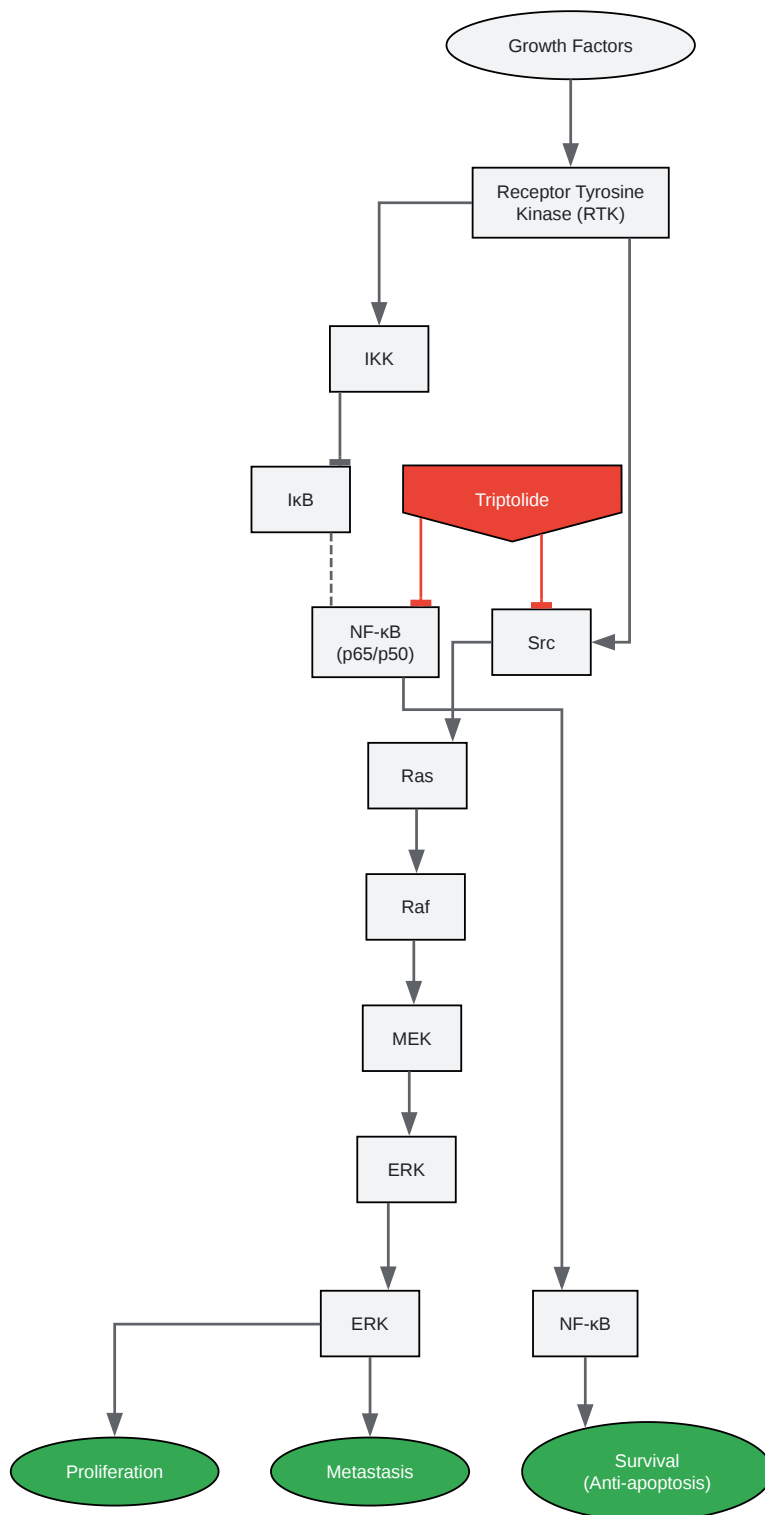 Growth Factors
Receptor Tyrosine
Kinase (RTK)
IKK
IκB
Triptolide
NF-κB
(p65/p50)
Src
Ras
Raf
MEK
ERK
ERK
NF-κB
Proliferation
Metastasis
Survival
(Anti-apoptosis)